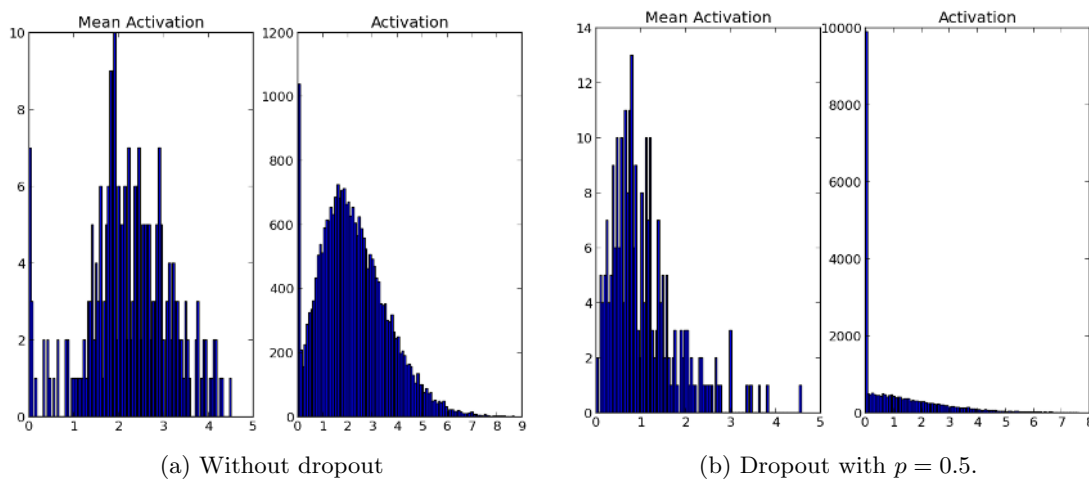 Mean Activation
10
8
6
4
2
0
0 1 2 3 4 5
Activation
1200
1000
800
600
400
200
0
0 1 2 3 4 5 6 7 8 9
(a) Without dropout
Mean Activation
14
12
10
8
6
4
2
0
0 1 2 3 4 5
Activation
10000
8000
6000
4000
2000
0
0 1 2 3 4 5 6 7 8
(b) Dropout with p = 0.5.